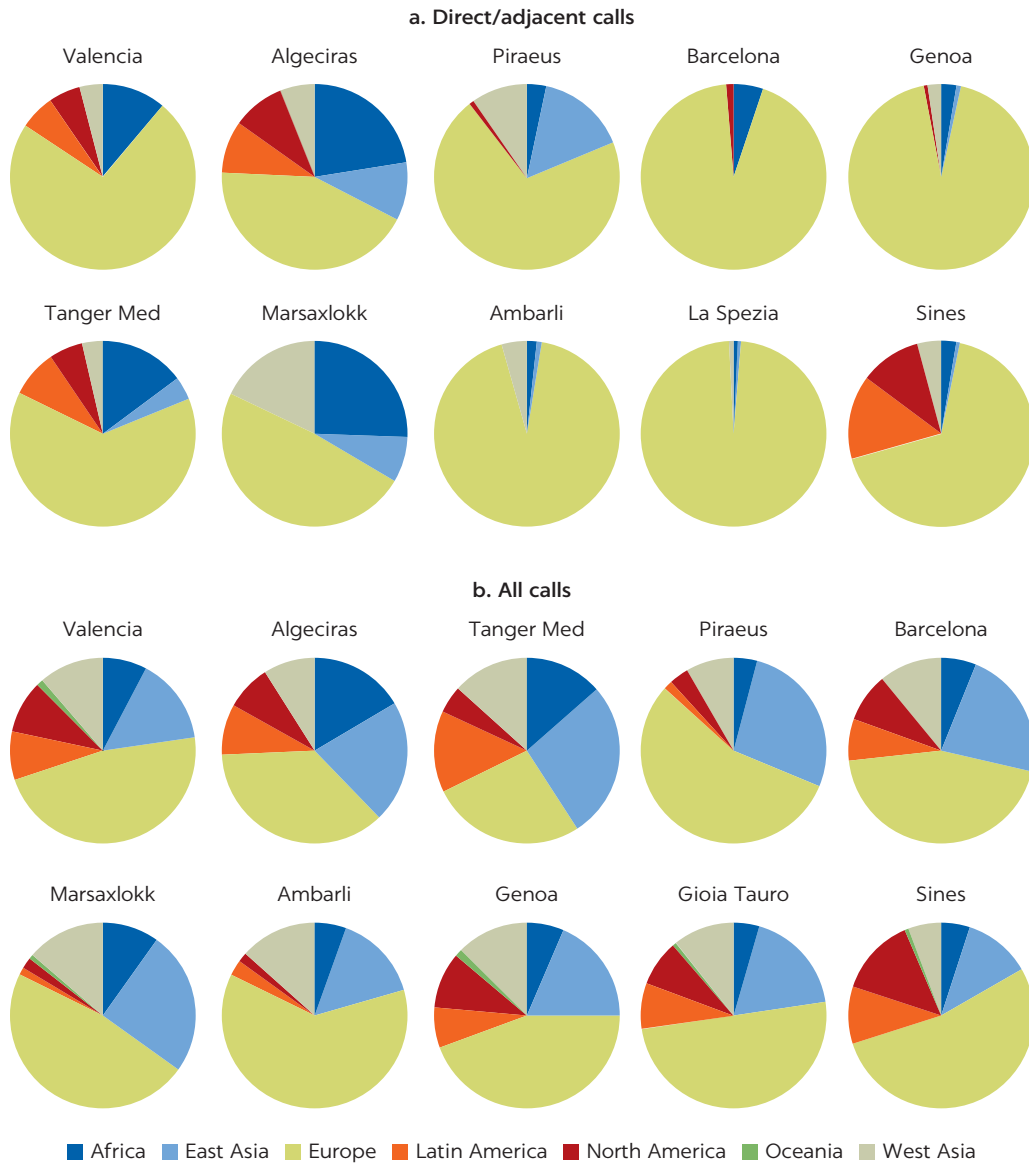 a. Direct/adjacent calls
Valencia Algeciras Piraeus Barcelona Genoa
Tanger Med Marsaxlokk Ambarli La Spezia Sines
b. All calls
Valencia Algeciras Tanger Med Piraeus Barcelona
Marsaxlokk Ambarli Genoa Gioia Tauro Sines
Africa East Asia Europe Latin America North America Oceania West Asia